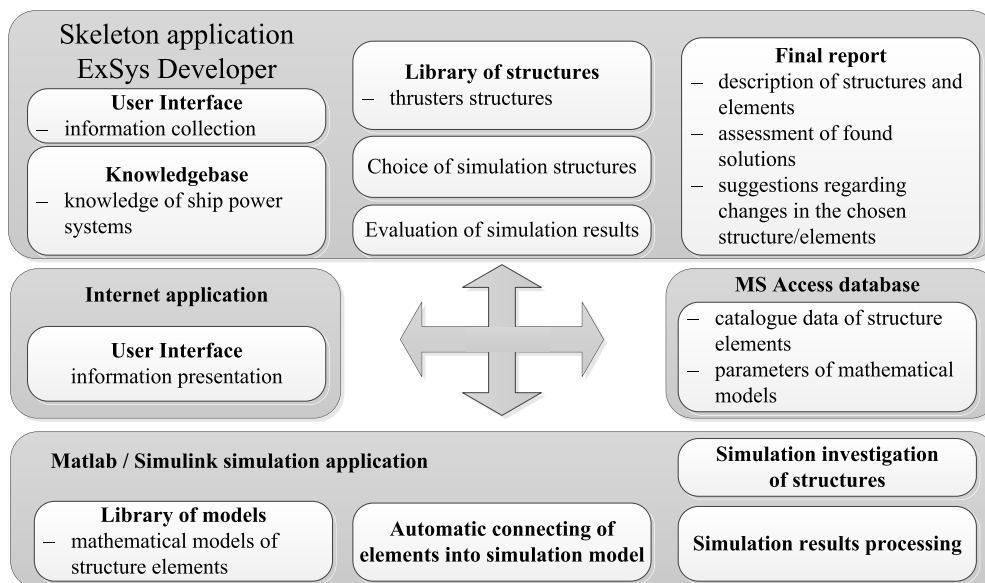 Skeleton application
ExSys Developer
User Interface
– information collection
Knowledgebase
– knowledge of ship power
systems
Library of structures
– thrusters structures
Choice of simulation structures
Evaluation of simulation results
Final report
– description of structures and
elements
– assessment of found
solutions
– suggestions regarding
changes in the chosen
structure/elements
Internet application
User Interface
information presentation
MS Access database
– catalogue data of structure
elements
– parameters of mathematical
models
Matlab / Simulink simulation application
Library of models
– mathematical models of
structure elements
Automatic connecting of
elements into simulation model
Simulation investigation
of structures
Simulation results processing